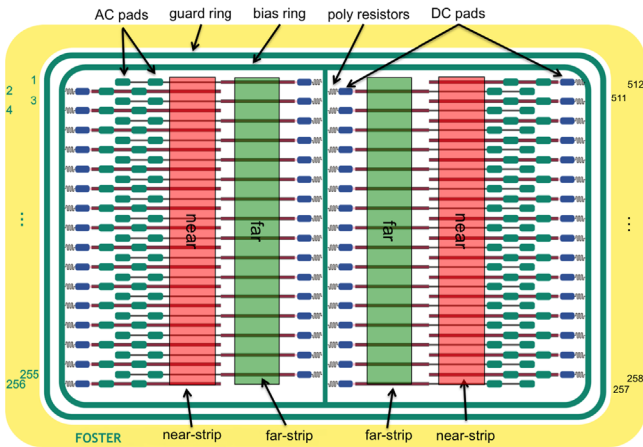 AC pads guard ring bias ring poly resistors DC pads
1 512
2 3 511
4
⋮ ⋮
near far far near
255 258
256 257
FOSTER near-strip far-strip far-strip near-strip